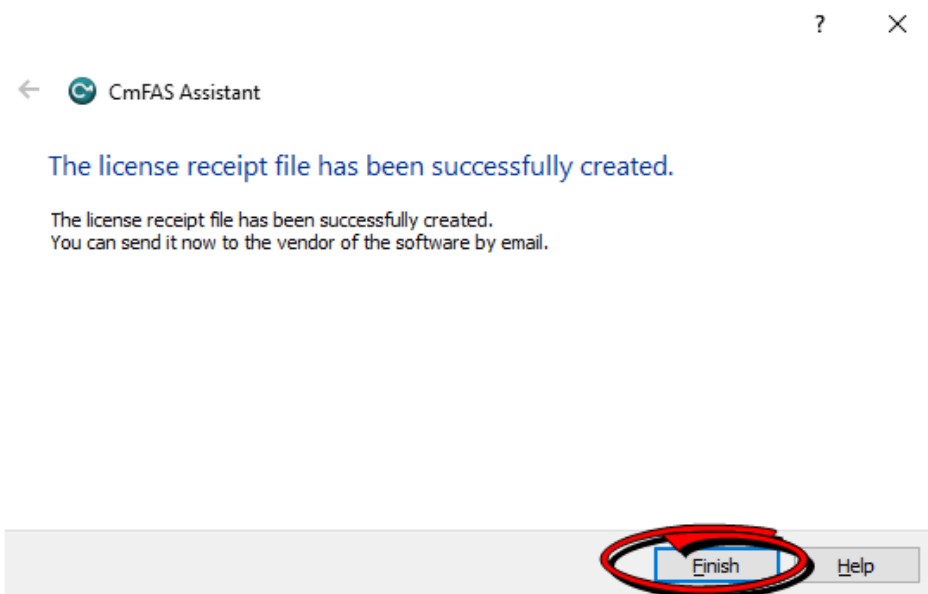 ?
CmFAS Assistant
The license receipt file has been successfully created.
The license receipt file has been successfully created.
You can send it now to the vendor of the software by email.
Finish
Help